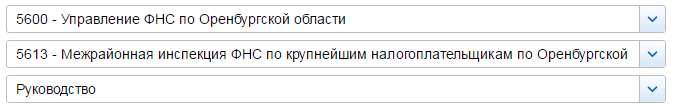 5600 - Управление ФНС по Оренбургской области
5613 - Межрайонная инспекция ФНС по крупнейшим налогоплательщикам по Оренбургской
Руководство